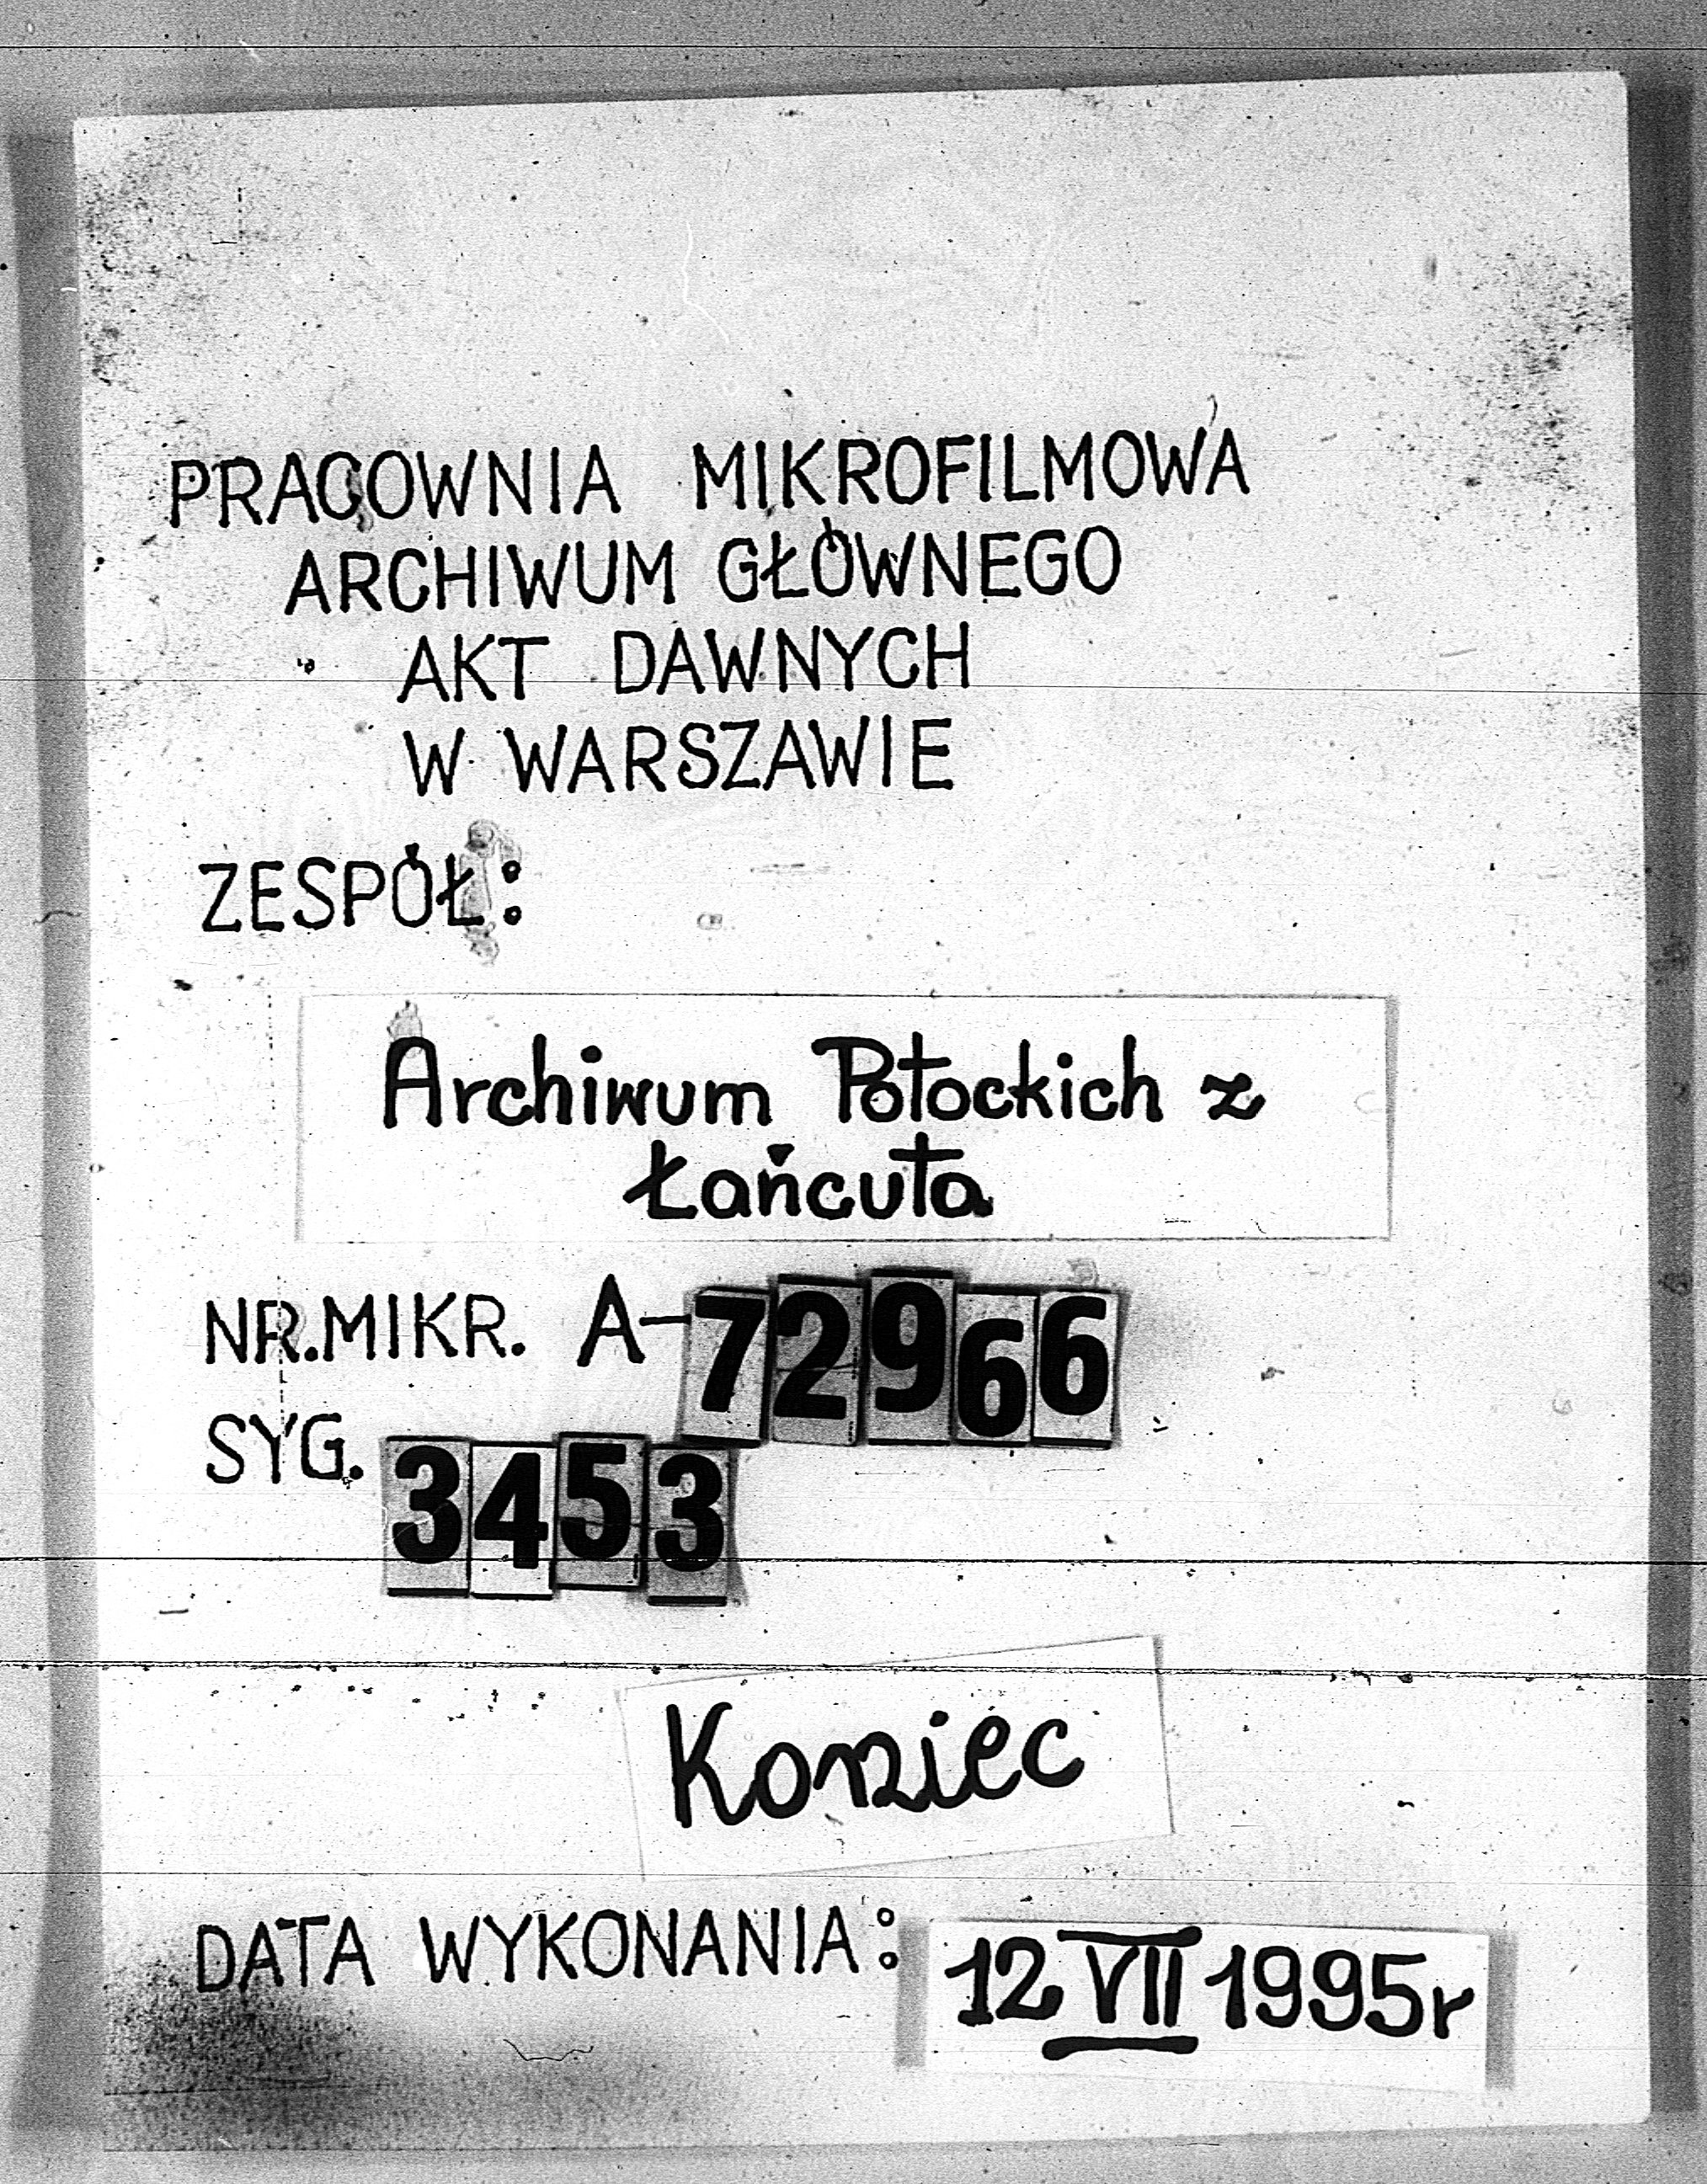 PRACOWNIA MIKROFILMOWA
ARCHIWUM GŁÓWNEGO
AKT DAWNYCH
W WARSZAWIE
ZESPÓŁ:
Archiwum Potockich z
Łańcuta
NR.MIKR. A-72966
SYG. 3453
Koniec
DATA WYKONANIA: 12 VII 1995r